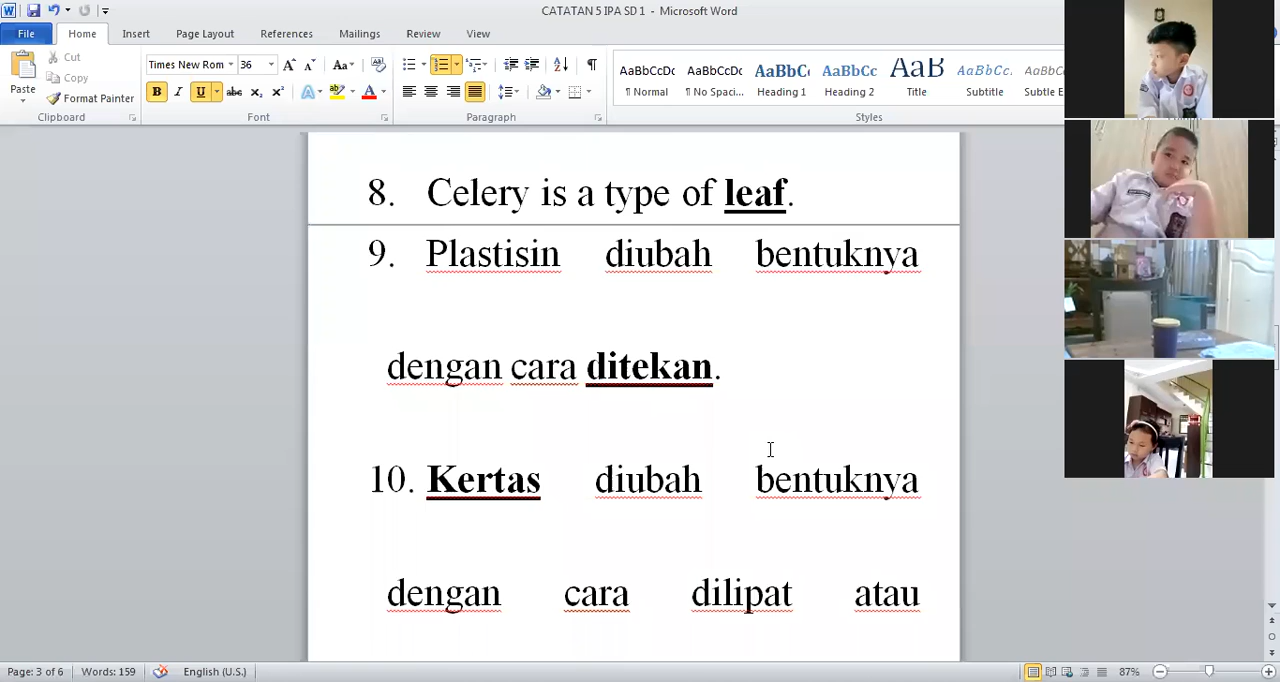 CATATAN 5 IPA SD 1 - Microsoft Word
File Home Insert Page Layout References Mailings Review View
Paste
Cut
Copy
Format Painter
Clipboard
Times New Rom 36
Font
Paragraph
AaBbCcDc AaBbCcDc AaBbCc AaBbCc AaB AaBbCc. AaBbCc
¶ Normal ¶ No Spaci... Heading 1 Heading 2 Title Subtitle Subtle E
Styles
8. Celery is a type of leaf.
9. Plastisin diubah bentuknya
dengan cara ditekan.
10. Kertas diubah bentuknya
dengan cara dilipat atau
Page: 3 of 6 Words: 159 English (U.S.) 87%